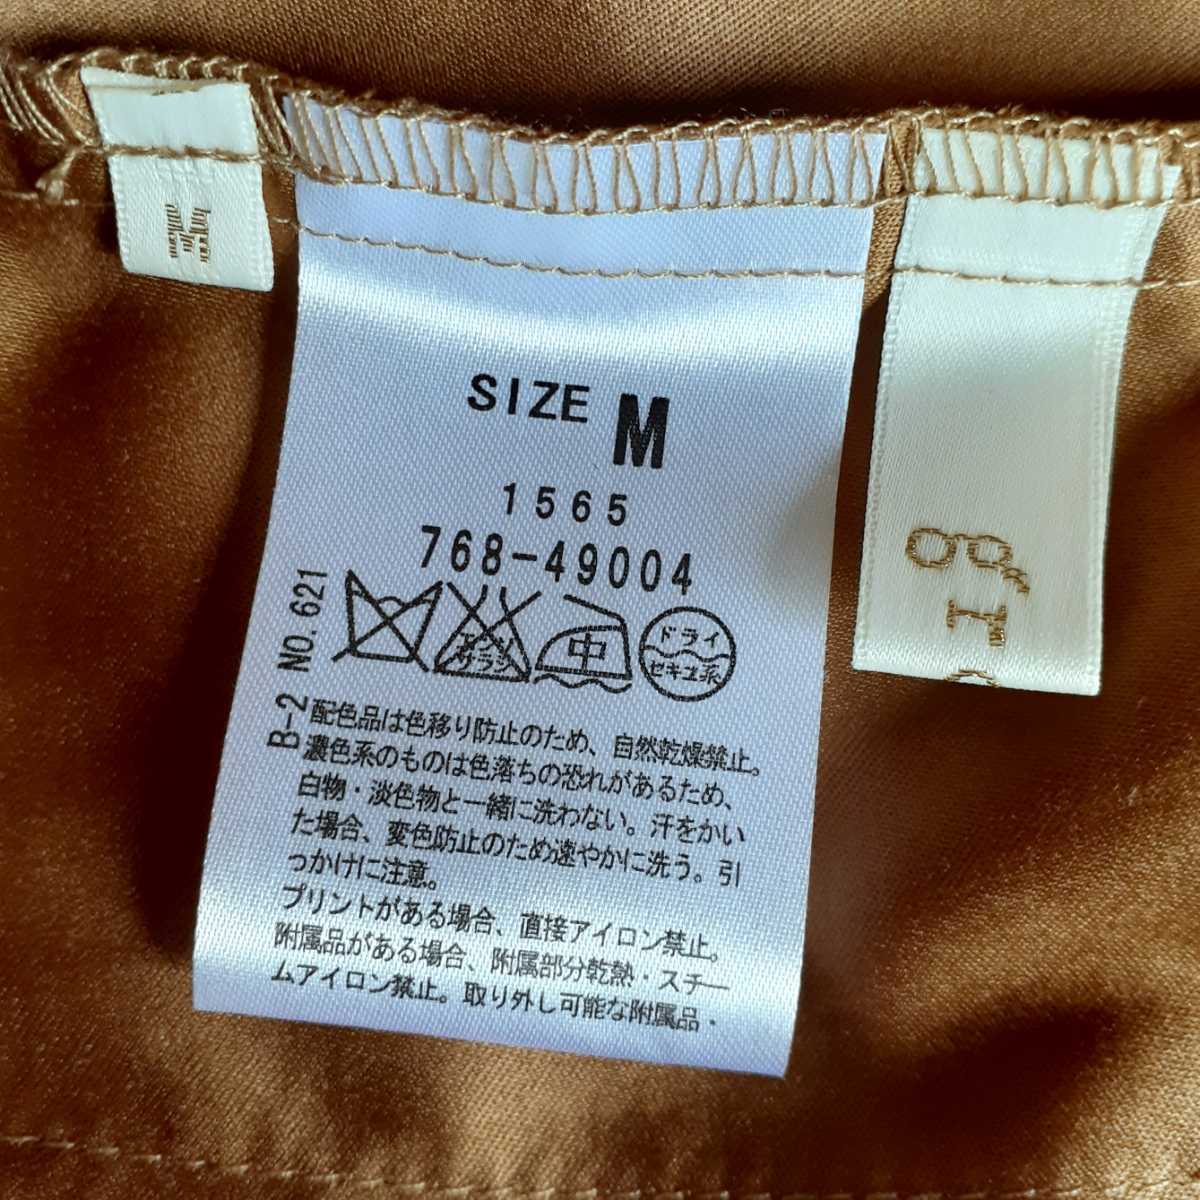 SIZE M
1565
768-49004
B-2 NO. 621
エンソ
サラシ
中
ドライ
セキユ系
配色品は色移り防止のため、自然乾燥禁止。
濃色系のものは色落ちの恐れがあるため、
白物・淡色物と一緒に洗わない。汗をかい
た場合、変色防止のため速やかに洗う。引
っかけに注意。
プリントがある場合、直接アイロン禁止。
附属品がある場合、附属部分乾熱・スチー
ムアイロン禁止。取り外し可能な附属品・